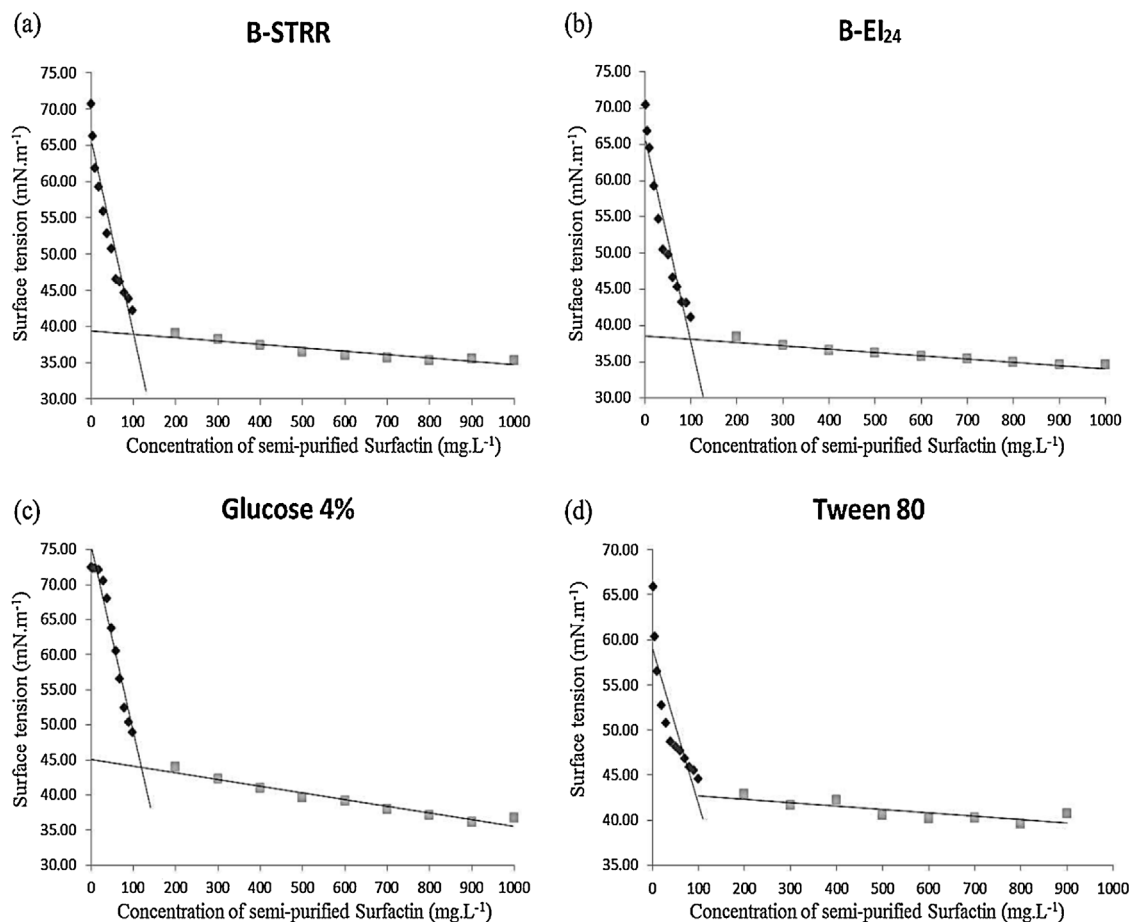 (a)
B-STRR
75.00
70.00
65.00
60.00
55.00
50.00
45.00
40.00
35.00
30.00
Surface tension (mN.m-1)
0 100 200 300 400 500 600 700 800 900 1000
Concentration of semi-purified Surfactin (mg.L-1)
(b)
B-EI24
75.00
70.00
65.00
60.00
55.00
50.00
45.00
40.00
35.00
30.00
Surface tension (mN.m-1)
0 100 200 300 400 500 600 700 800 900 1000
Concentration of semi-purified Surfactin (mg.L-1)
(c)
Glucose 4%
75.00
70.00
65.00
60.00
55.00
50.00
45.00
40.00
35.00
30.00
Surface tension (mN.m-1)
0 100 200 300 400 500 600 700 800 900 1000
Concentration of semi-purified Surfactin (mg.L-1)
(d)
Tween 80
70.00
65.00
60.00
55.00
50.00
45.00
40.00
35.00
Surface tension (mN.m-1)
0 100 200 300 400 500 600 700 800 900 1000
Concentration of semi-purified Surfactin (mg.L-1)